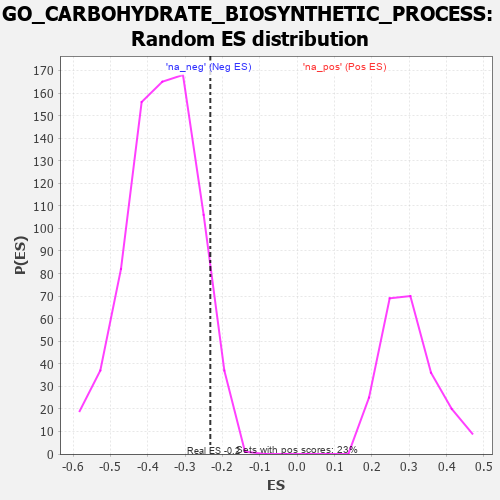 GO_CARBOHYDRATE_BIOSYNTHETIC_PROCESS:
Random ES distribution
'na_neg' (Neg ES) 'na_pos' (Pos ES)
170
160
150
140
130
120
110
100
90
80
70
60
50
40
30
20
10
0
P(ES)
Real ES -0.2 Sets with pos scores: 23%
-0.6 -0.5 -0.4 -0.3 -0.2 -0.1 0.0 0.1 0.2 0.3 0.4 0.5
ES